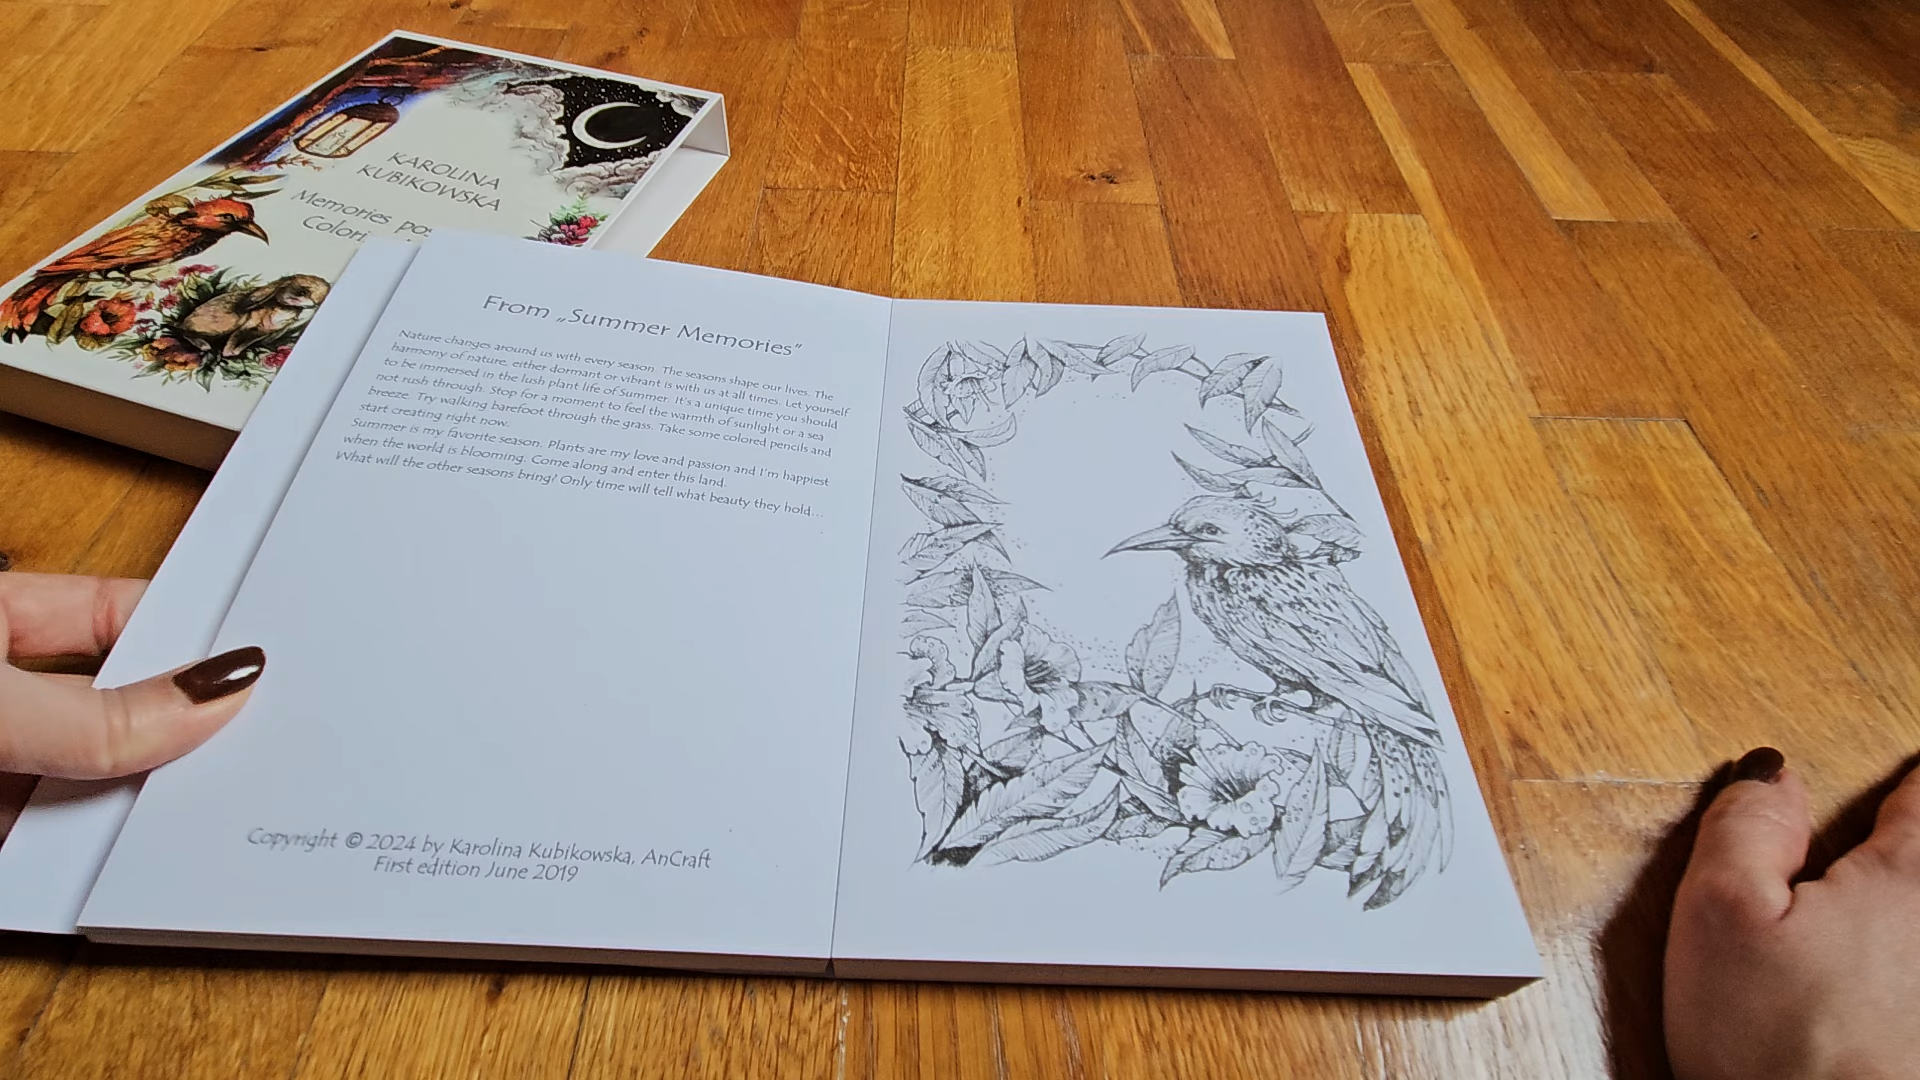 KAROLINA
KUBIKOWSKA
Memories
From „Summer Memories”
Nature changes around us with every season. The seasons shape our lives. The
harmony of nature, either dormant or vibrant is with us at all times. Let yourself
to be immersed in the lush plant life of Summer. It's a unique time you should
not rush through. Stop for a moment to feel the warmth of sunlight or a sea
breeze. Try walking barefoot through the grass. Take some colored pencils and
start creating right now.
Summer is my favorite season. Plants are my love and passion and I'm happiest
when the world is blooming. Come along and enter this land.
What will the other seasons bring? Only time will tell what beauty they hold...
Copyright © 2024 by Karolina Kubikowska, AnCraft
First edition June 2019